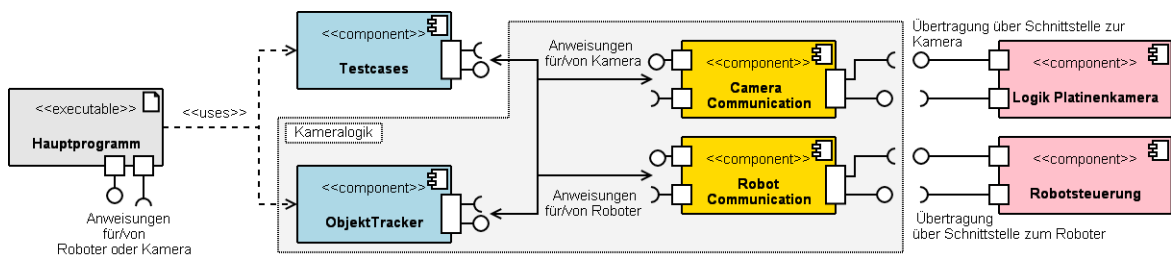 <<executable>>
Hauptprogramm
Anweisungen
für/von
Roboter oder Kamera
<<uses>>
<<component>>
Testcases
Kameralogik
<<component>>
ObjektTracker
Anweisungen
für/von Kamera
Anweisungen
für/von Roboter
<<component>>
Camera
Communication
<<component>>
Robot
Communication
Übertragung über Schnittstelle zur
Kamera
<<component>>
Logik Platinenkamera
<<component>>
Robotsteuerung
Übertragung
über Schnittstelle zum Roboter